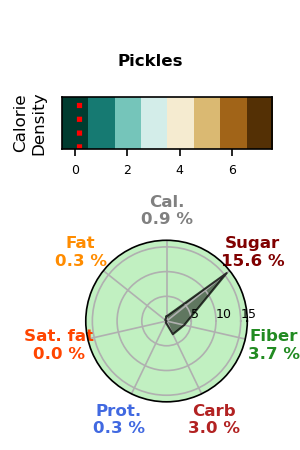 Pickles
Calorie
Density
0 2 4 6
Cal.
0.9 %
Fat
0.3 %
Sugar
15.6 %
5 10 15
Sat. fat
0.0 %
Fiber
3.7 %
Prot.
0.3 %
Carb
3.0 %